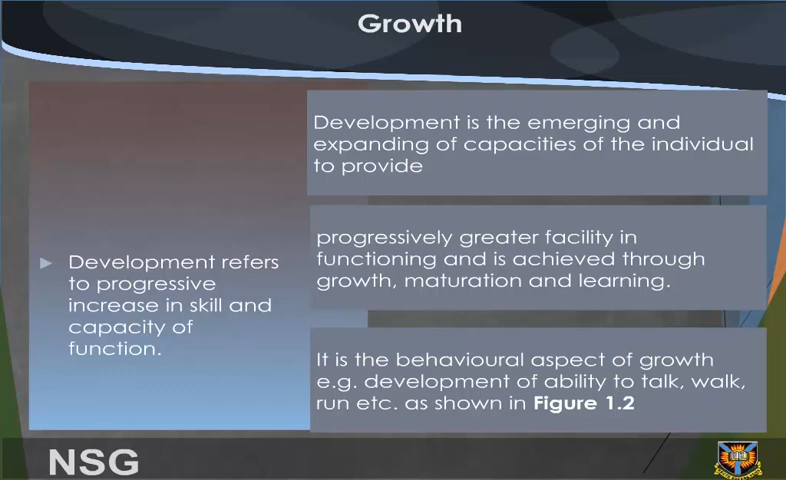 Growth
Development refers
to progressive
increase in skill and
capacity of
function.
Development is the emerging and
expanding of capacities of the individual
to provide
progressively greater facility in
functioning and is achieved through
growth, maturation and learning.
It is the behavioural aspect of growth
e.g. development of ability to talk, walk,
run etc. as shown in Figure 1.2
NSG